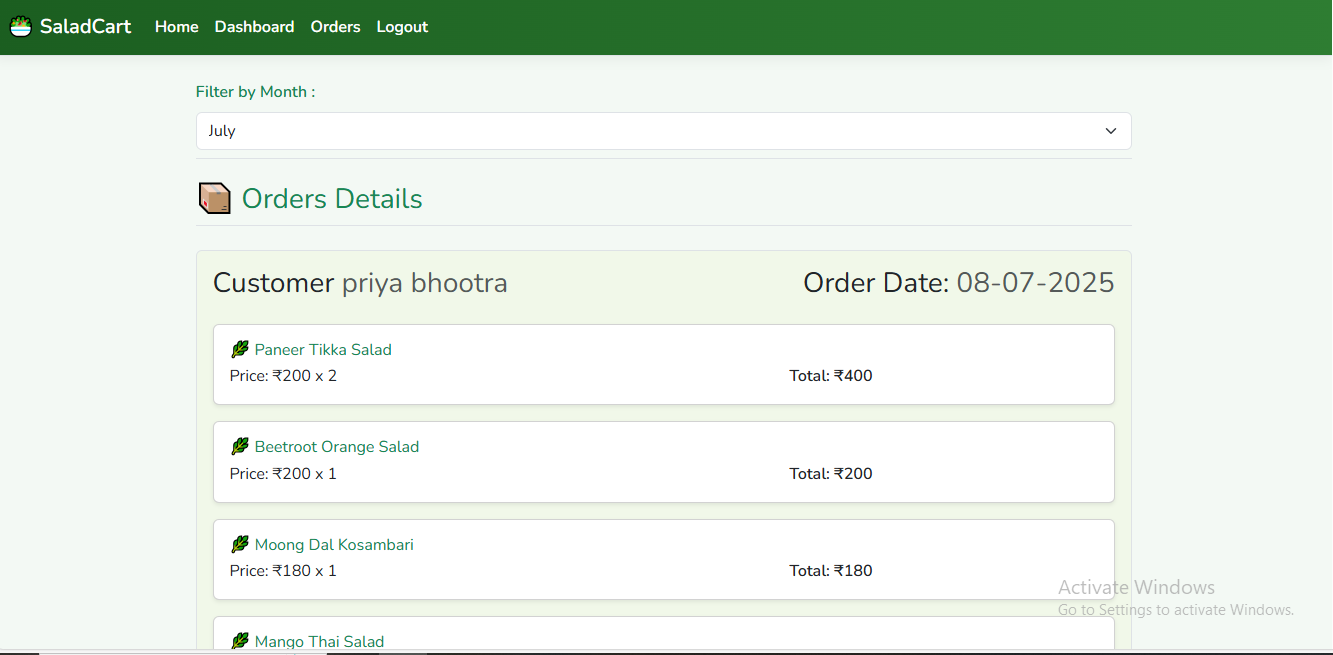 SaladCart Home Dashboard Orders Logout
Filter by Month :
July
Orders Details
Customer priya bhootra Order Date: 08-07-2025
Paneer Tikka Salad
Price: ₹200 x 2 Total: ₹400
Beetroot Orange Salad
Price: ₹200 x 1 Total: ₹200
Moong Dal Kosambari
Price: ₹180 x 1 Total: ₹180
Activate Windows
Go to Settings to activate Windows.
Mango Thai Salad